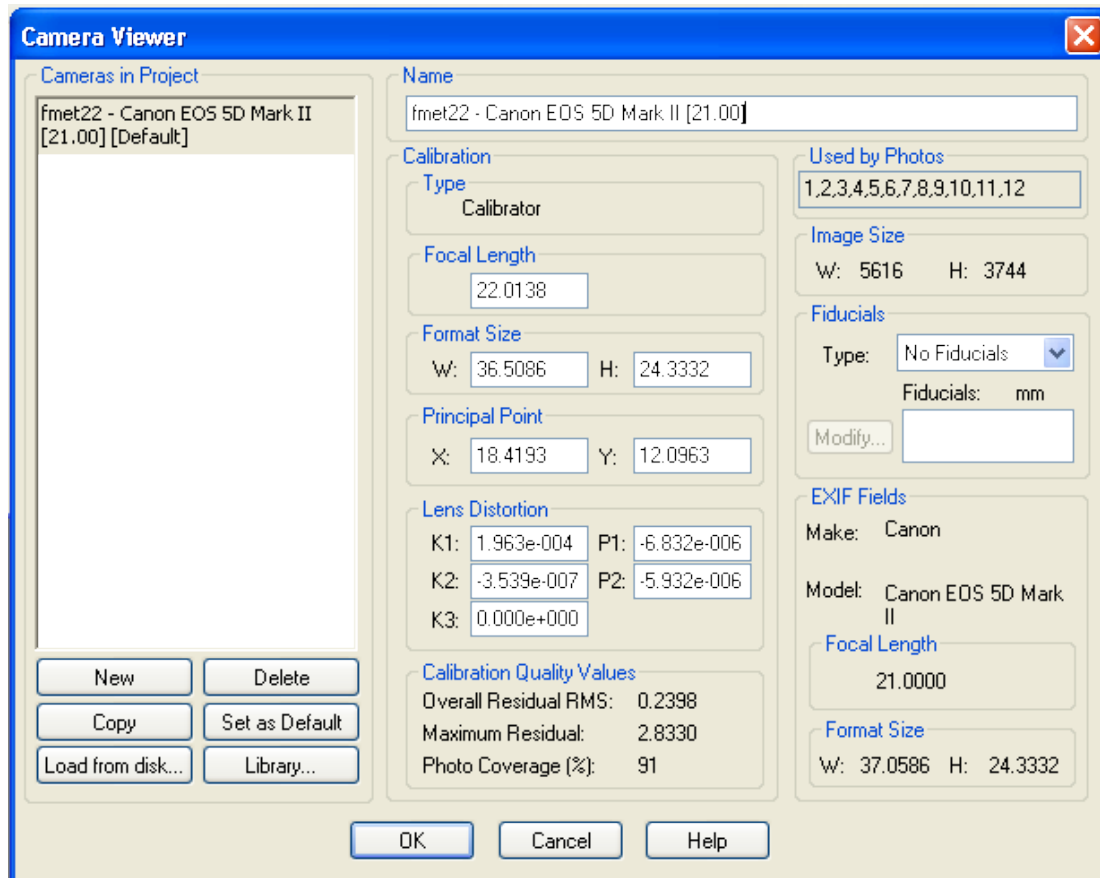 Camera Viewer
Cameras in Project
fmet22 - Canon EOS 5D Mark II
[21.00] [Default]
New
Delete
Copy
Set as Default
Load from disk...
Library...
Name
fmet22 - Canon EOS 5D Mark II [21.00]
Calibration
Type
Calibrator
Focal Length
22.0138
Format Size
W: 36.5086 H: 24.3332
Principal Point
X: 18.4193 Y: 12.0963
Lens Distortion
K1: 1.963e-004 P1: -6.832e-006
K2: -3.539e-007 P2: -5.932e-006
K3: 0.000e+000
Calibration Quality Values
Overall Residual RMS: 0.2398
Maximum Residual: 2.8330
Photo Coverage (%): 91
Used by Photos
1,2,3,4,5,6,7,8,9,10,11,12
Image Size
W: 5616 H: 3744
Fiducials
Type: No Fiducials
Fiducials: mm
Modify...
EXIF Fields
Make: Canon
Model: Canon EOS 5D Mark
II
Focal Length
21.0000
Format Size
W: 37.0586 H: 24.3332
OK
Cancel
Help